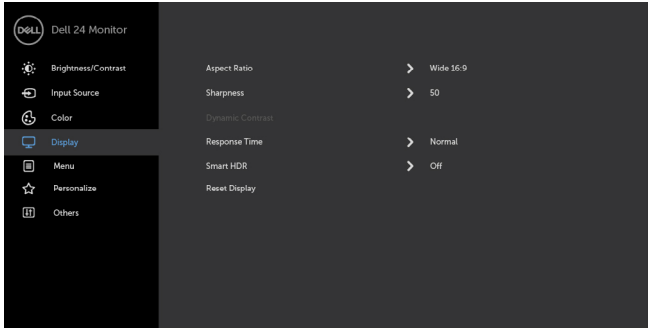 DELL Dell 24 Monitor
Brightness/Contrast Aspect Ratio Wide 16:9
Input Source Sharpness 50
Color Dynamic Contrast
Display Response Time Normal
Menu Smart HDR Off
Personalize Reset Display
Others